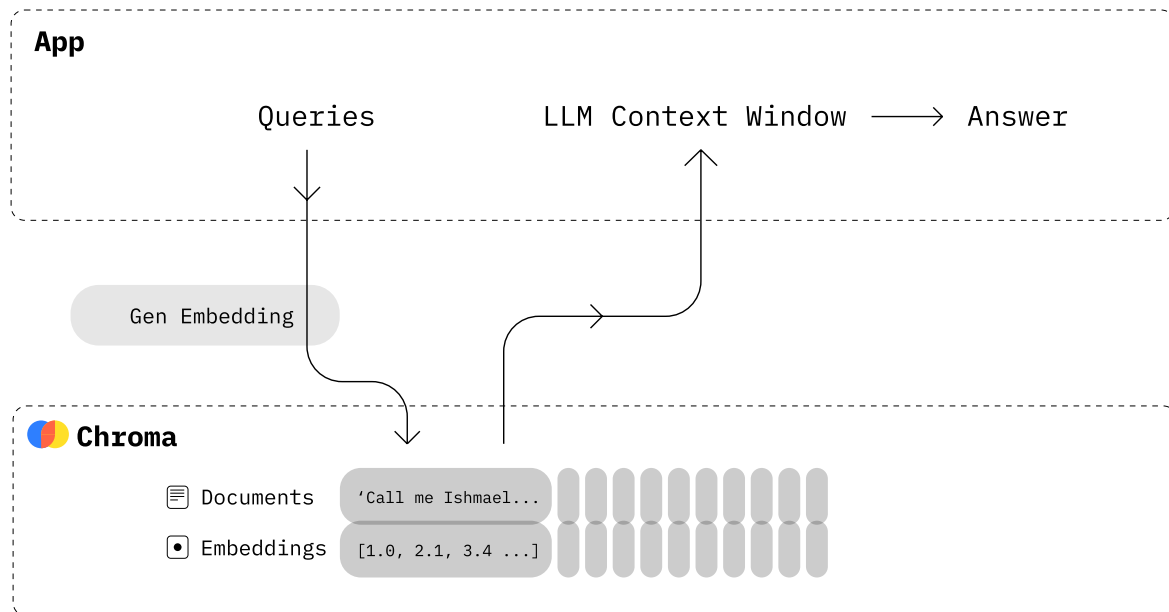 App
Queries
LLM Context Window
Answer
Gen Embedding
Chroma
Documents
‘Call me Ishmael...
Embeddings
[1.0, 2.1, 3.4 ...]